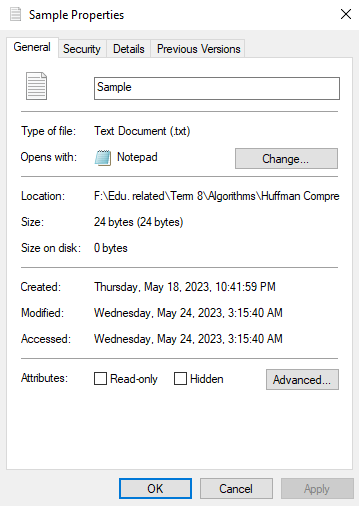 Sample Properties
General Security Details Previous Versions
Sample
Type of file: Text Document (.txt)
Opens with: Notepad Change...
Location: F:\Edu. related\Term 8\Algorithms\Huffman Compre
Size: 24 bytes (24 bytes)
Size on disk: 0 bytes
Created: Thursday, May 18, 2023, 10:41:59 PM
Modified: Wednesday, May 24, 2023, 3:15:40 AM
Accessed: Wednesday, May 24, 2023, 3:15:40 AM
Attributes: Read-only Hidden Advanced...
OK Cancel Apply